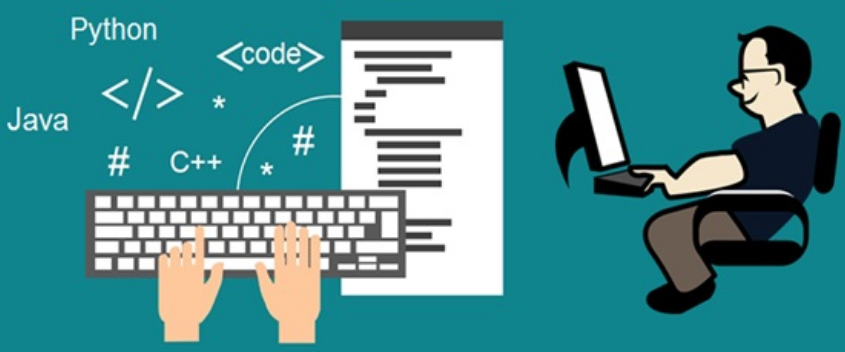 Python
<code>
</>
*
Java
#
C++
*
#